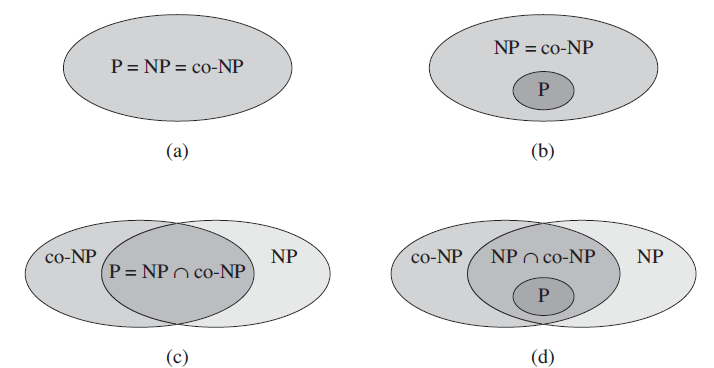 P = NP = co-NP
(a)
NP = co-NP
P
(b)
co-NP
P = NP ∩ co-NP
NP
(c)
co-NP
NP ∩ co-NP
NP
P
(d)